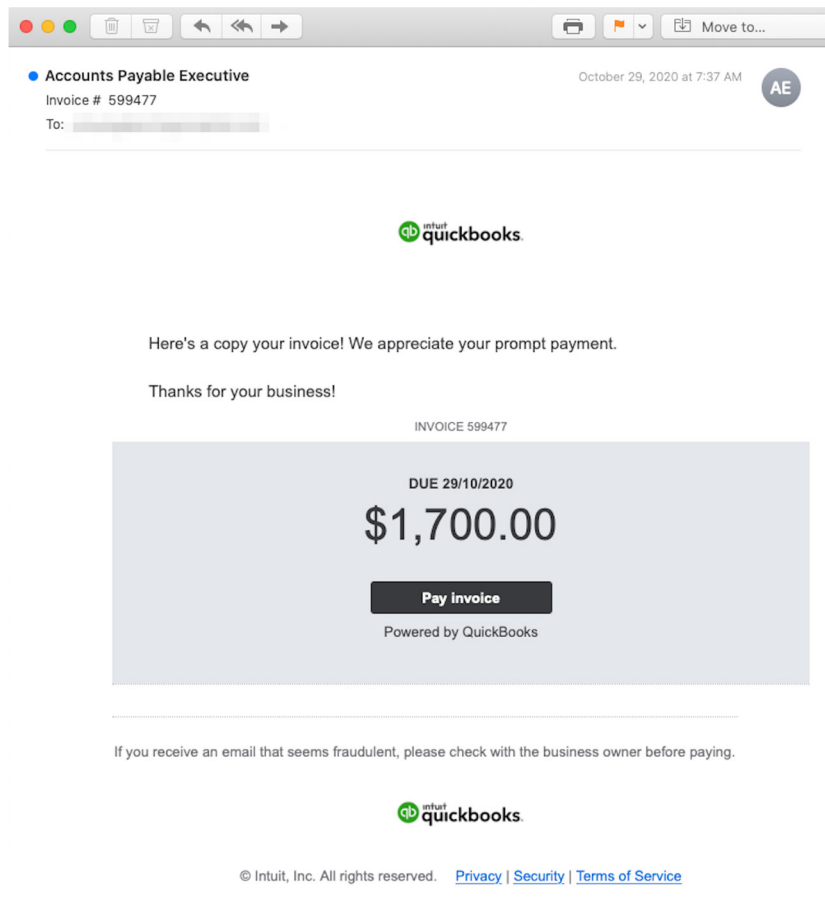 Move to...
Accounts Payable Executive
October 29, 2020 at 7:37 AM
AE
Invoice # 599477
To:
qb intuit quickbooks.
Here's a copy your invoice! We appreciate your prompt payment.
Thanks for your business!
INVOICE 599477
DUE 29/10/2020
$1,700.00
Pay invoice
Powered by QuickBooks
If you receive an email that seems fraudulent, please check with the business owner before paying.
qb intuit quickbooks.
© Intuit, Inc. All rights reserved. Privacy | Security | Terms of Service